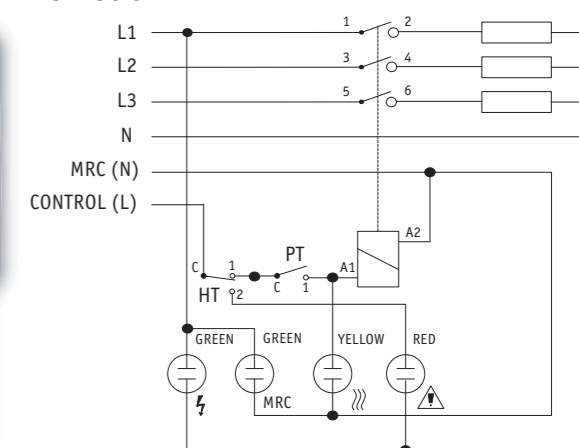 L1 1 2
L2 3 4
L3 5 6
N
MRC (N)
CONTROL (L)
A2
PT
C 1 A1
C 1
HT 2
GREEN GREEN YELLOW RED
MRC